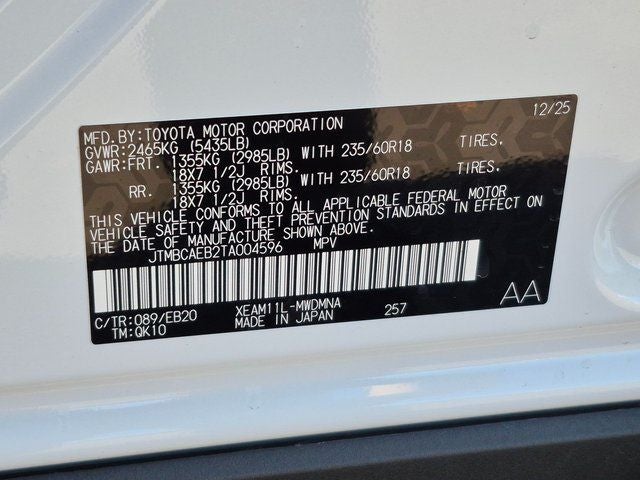 12/25
MFD.BY:TOYOTA MOTOR CORPORATION
GVWR:2465KG (5435LB)
GAWR:FRT. 1355KG (2985LB) WITH 235/60R18 TIRES.
18X7 1/2J RIMS.
RR. 1355KG (2985LB) WITH 235/60R18 TIRES.
18X7 1/2J RIMS.
THIS VEHICLE CONFORMS TO ALL APPLICABLE FEDERAL MOTOR
VEHICLE SAFETY AND THEFT PREVENTION STANDARDS IN EFFECT ON
THE DATE OF MANUFACTURE SHOWN ABOVE.
JTMBCAEB2TA004596 MPV
C/TR:089/EB20 XEAM11L-MWDMNA 257 AA
TM:QK10 MADE IN JAPAN